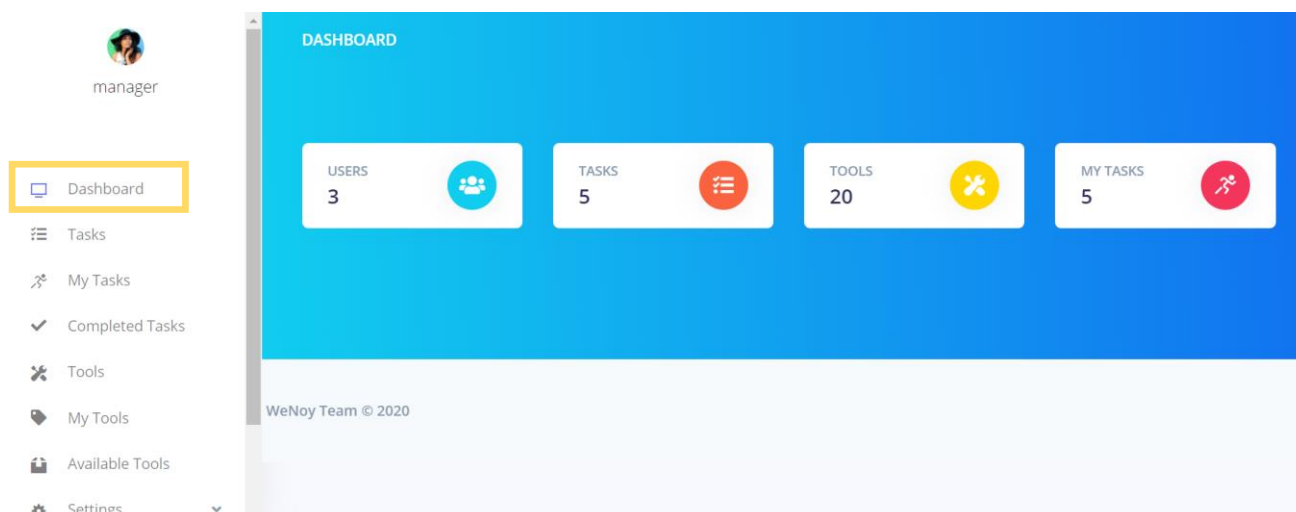 manager
Dashboard
Tasks
My Tasks
Completed Tasks
Tools
My Tools
Available Tools
Settings
DASHBOARD
USERS
3
TASKS
5
TOOLS
20
MY TASKS
5
WeNoy Team © 2020